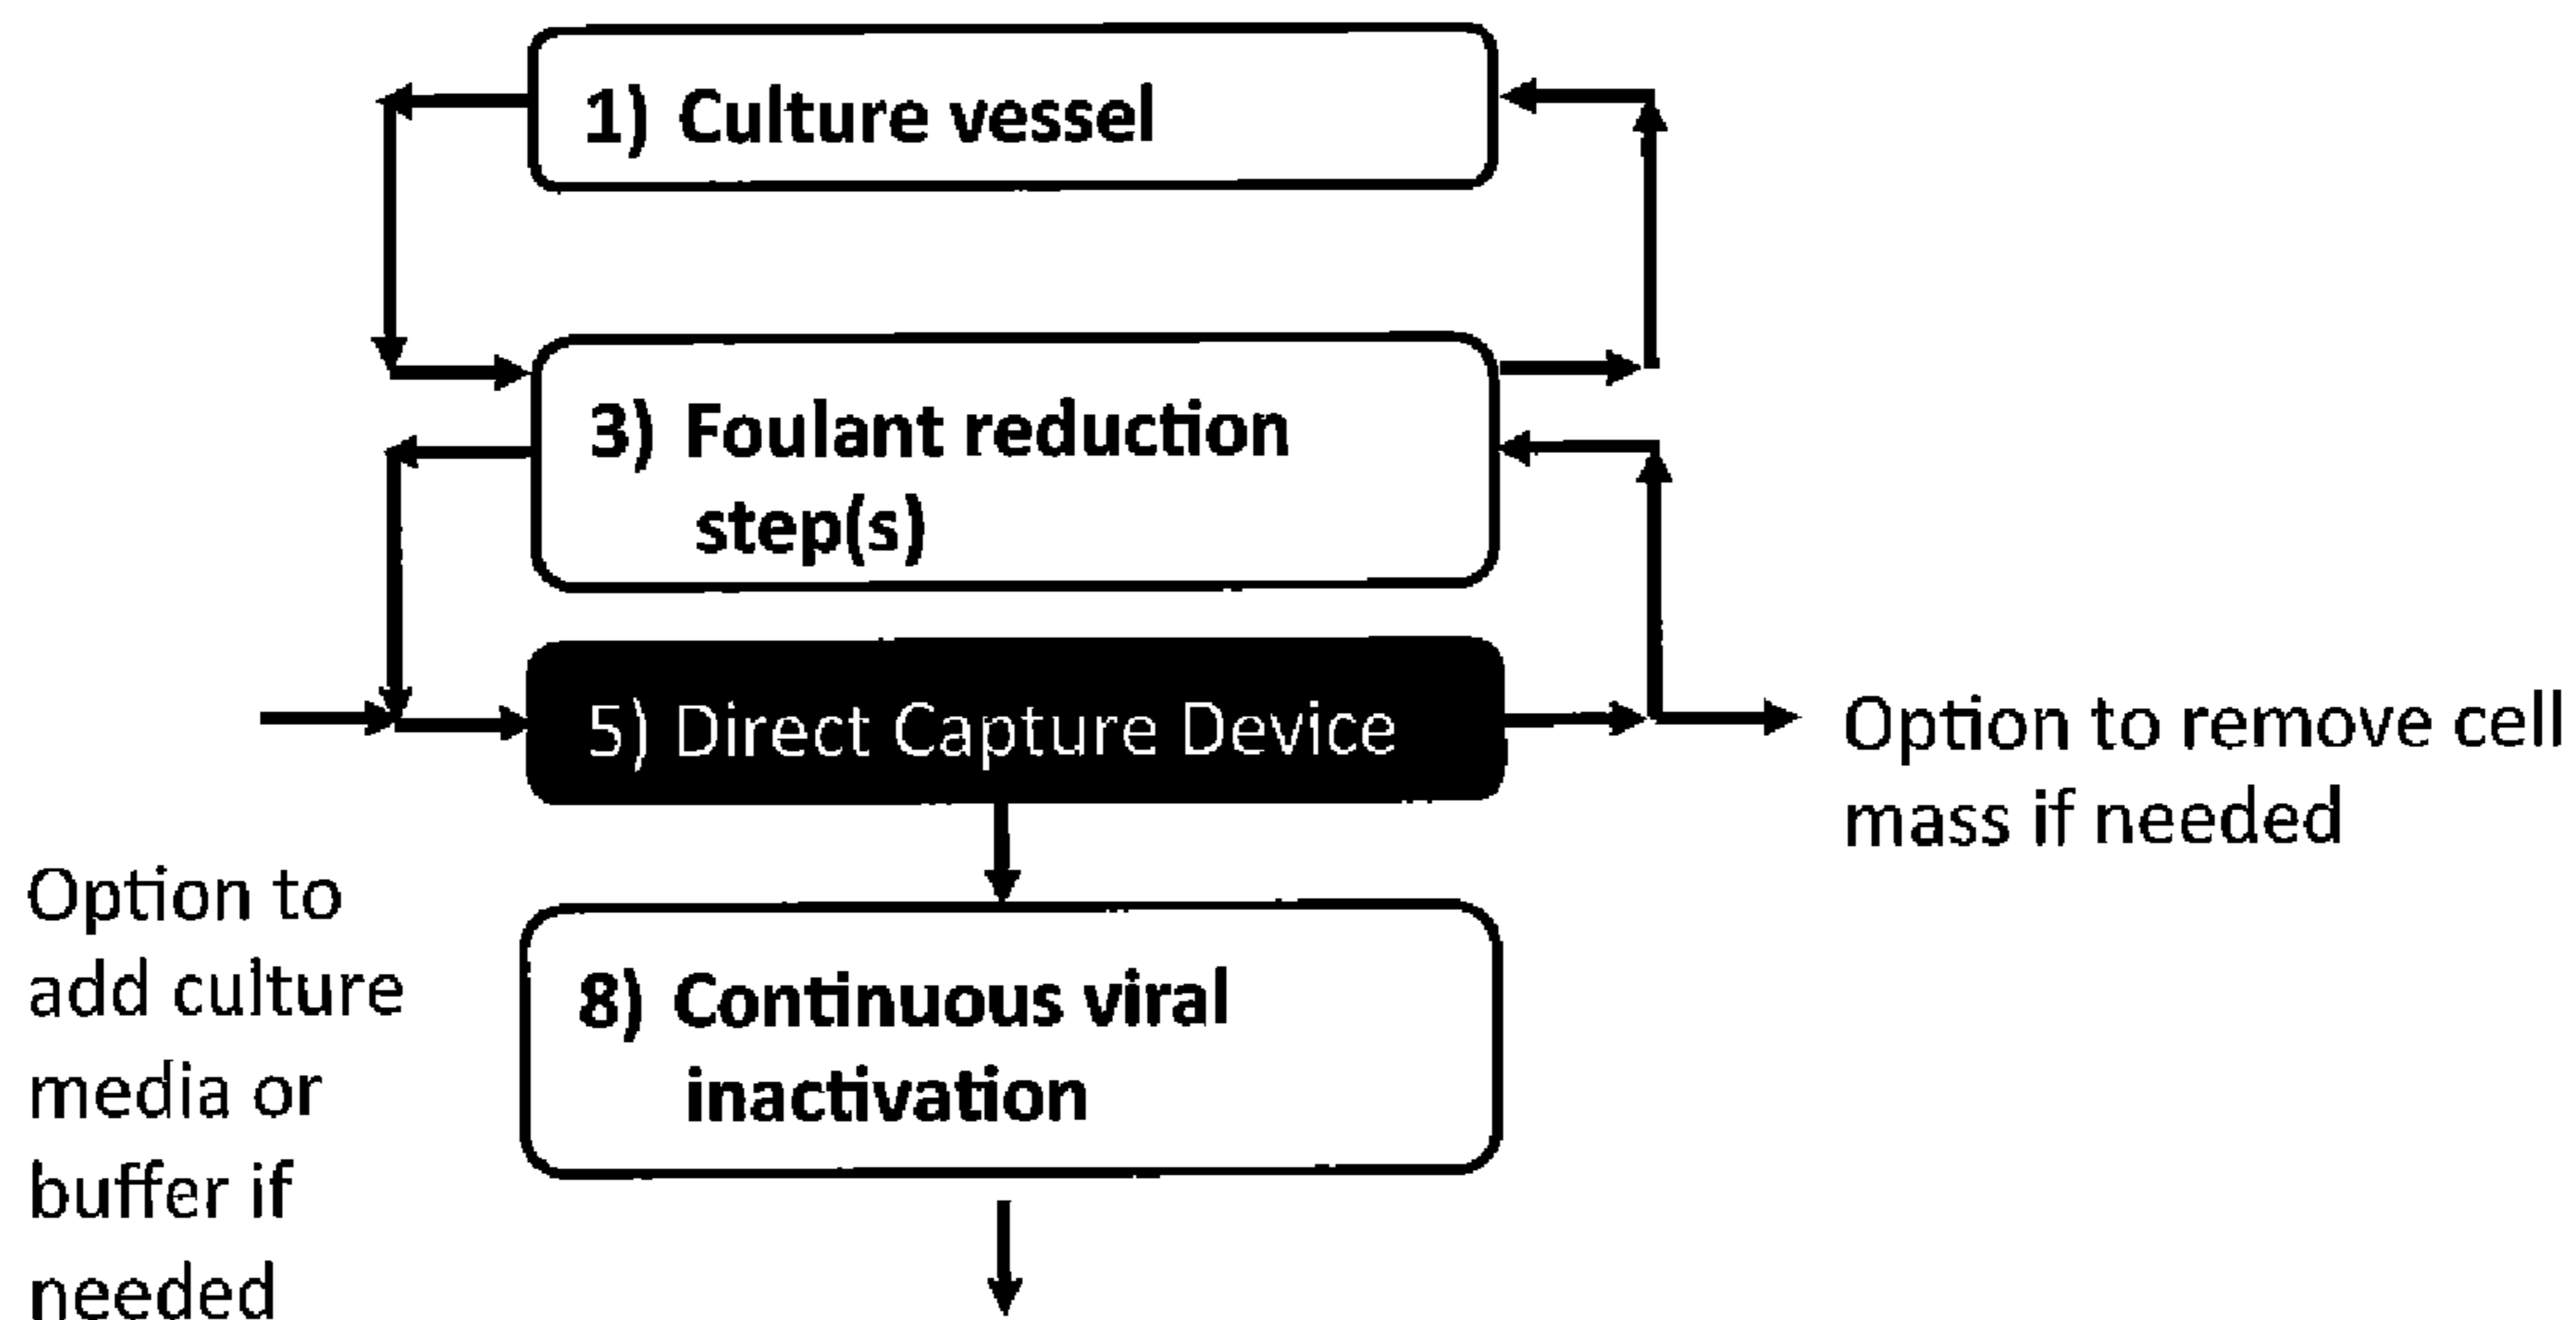 1) Culture vessel
3) Foulant reduction
step(s)
5) Direct Capture Device
Option to remove cell
mass if needed
Option to
add culture
media or
buffer if
needed
8) Continuous viral
inactivation